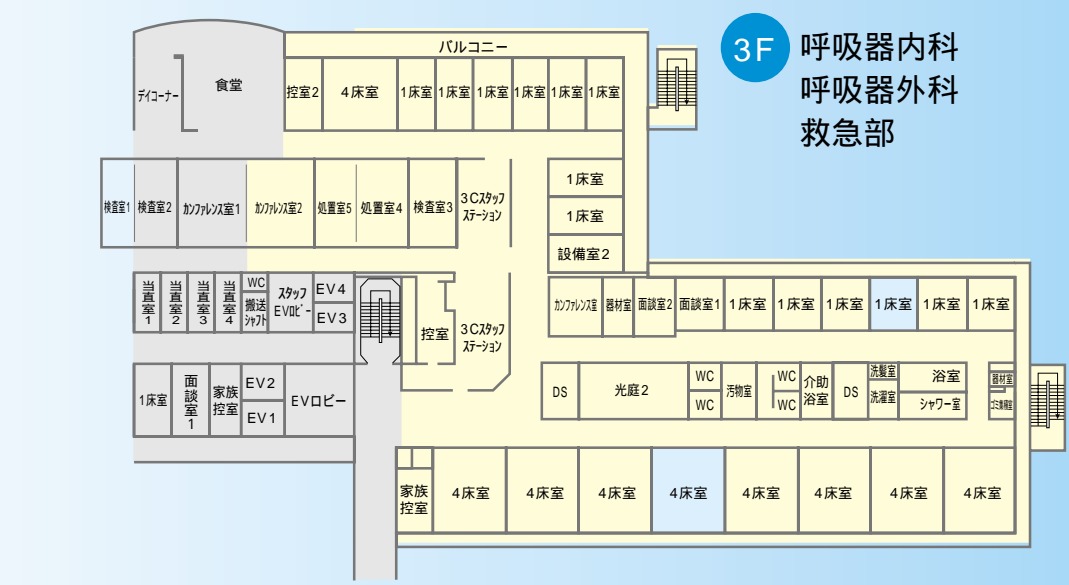 3F 呼吸器内科
呼吸器外科
救急部
バルコニー
デイコーナー
食堂
控室2
4床室
1床室
1床室
1床室
1床室
1床室
1床室
検査室1
検査室2
カンファレンス室1
カンファレンス室2
処置室5
処置室4
検査室3
3Cスタッフ
ステーション
1床室
1床室
設備室2
当直室1
当直室2
当直室3
当直室4
WC
搬送
シャフト
スタッフ
EVロビー
EV4
EV3
控室
3Cスタッフ
ステーション
カンファレンス室
器材室
面談室2
面談室1
1床室
1床室
1床室
1床室
1床室
1床室
1床室
面談室1
家族
控室
EV2
EV1
EVロビー
DS
光庭2
WC
WC
汚物室
WC
WC
介助
浴室
DS
洗髪室
洗濯室
浴室
シャワー室
器材室
ゴミ集積室
家族
控室
4床室
4床室
4床室
4床室
4床室
4床室
4床室
4床室